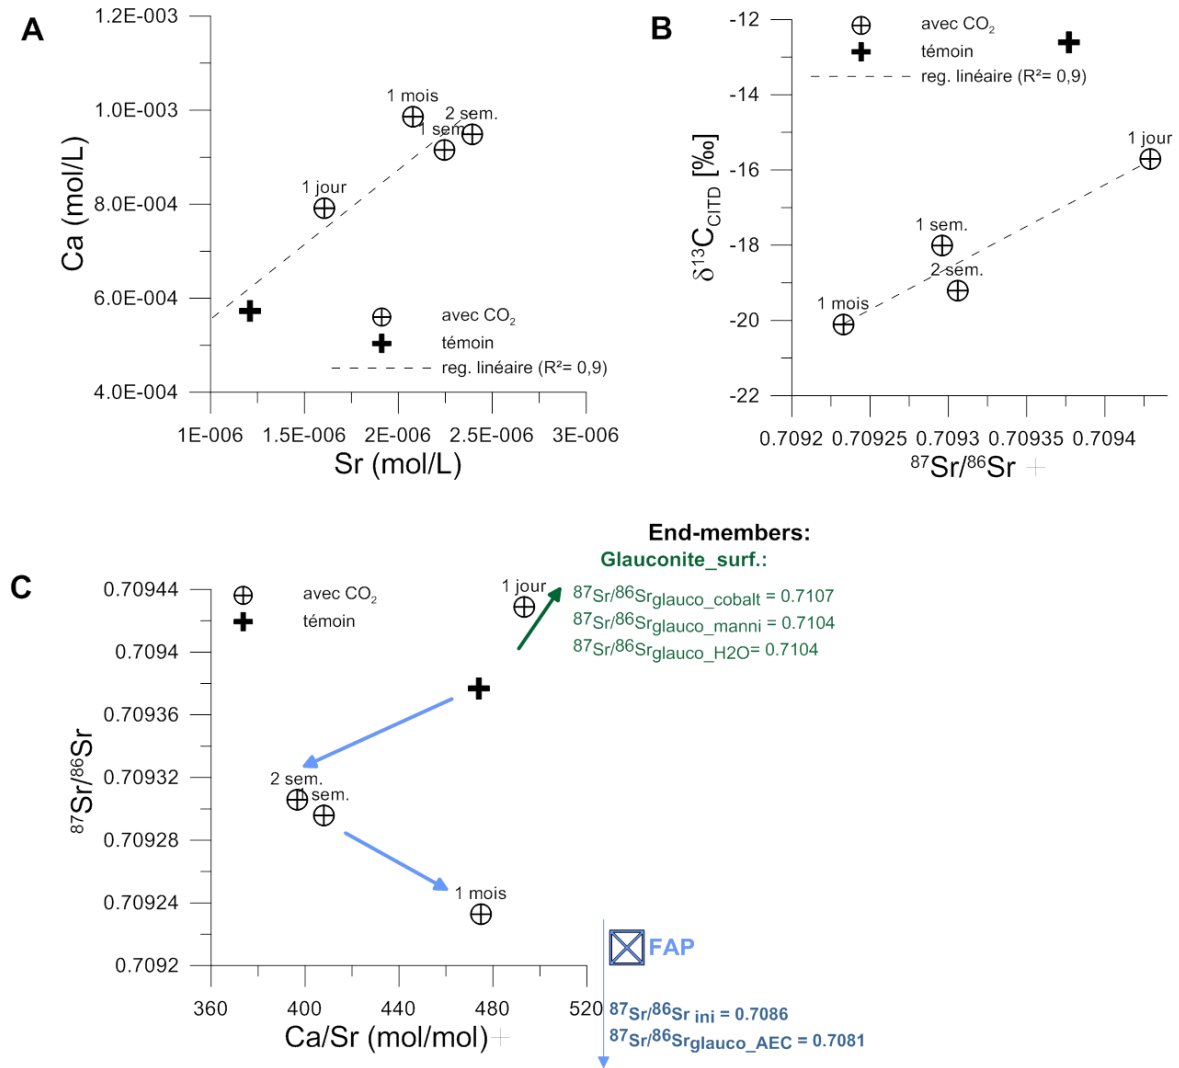 A
1.2E-003
1.0E-003
8.0E-004
6.0E-004
4.0E-004
Ca (mol/L)
1 mois
2 sem.
1 sem.
1 jour
avec CO₂
témoin
reg. linéaire (R²= 0,9)
1E-006 1.5E-006 2E-006 2.5E-006 3E-006
Sr (mol/L)
B
-12
-14
-16
-18
-20
-22
δ¹³C_CITD [‰]
avec CO₂
témoin
reg. linéaire (R²= 0,9)
1 jour
1 sem.
2 sem.
1 mois
0.7092 0.70925 0.7093 0.70935 0.7094
⁸⁷Sr/⁸⁶Sr
C
End-members:
Glauconite_surf.:
⁸⁷Sr/⁸⁶Srglauco_cobalt = 0.7107
⁸⁷Sr/⁸⁶Srglauco_manni = 0.7104
⁸⁷Sr/⁸⁶Srglauco_H2O= 0.7104
0.70944
0.7094
0.70936
0.70932
0.70928
0.70924
0.7092
⁸⁷Sr/⁸⁶Sr
avec CO₂
témoin
1 jour
2 sem.
sem.
1 mois
360 400 440 480 520
Ca/Sr (mol/mol)
FAP
⁸⁷Sr/⁸⁶Sr ini = 0.7086
⁸⁷Sr/⁸⁶Srglauco_AEC = 0.7081